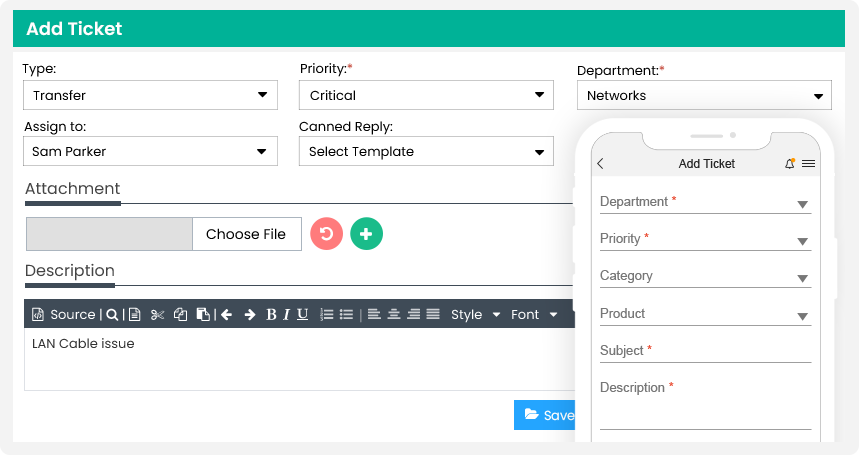 Add Ticket
Type:
Priority:*
Department:*
Transfer
Critical
Networks
Assign to:
Canned Reply:
Sam Parker
Select Template
Attachment
Choose File
Description
Source
B I U
Style
Font
LAN Cable issue
Save
Add Ticket
Department *
Priority *
Category
Product
Subject *
Description *